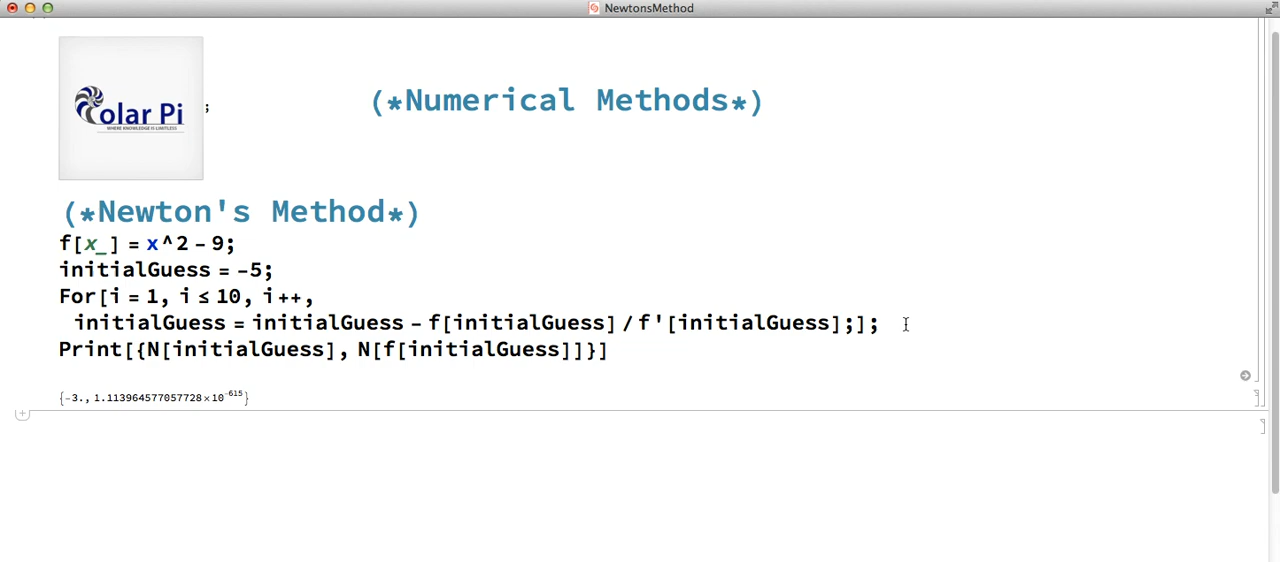 NewtonsMethod
olar Pi
WHERE KNOWLEDGE IS LIMITLESS
;
(*Numerical Methods*)
(*Newton's Method*)
f[x_] = x^2 - 9;
initialGuess = -5;
For[i = 1, i ≤ 10, i++,
initialGuess = initialGuess - f[initialGuess] / f'[initialGuess];];
Print[{N[initialGuess], N[f[initialGuess]]}]
{-3., 1.113964577057728×10^-615}